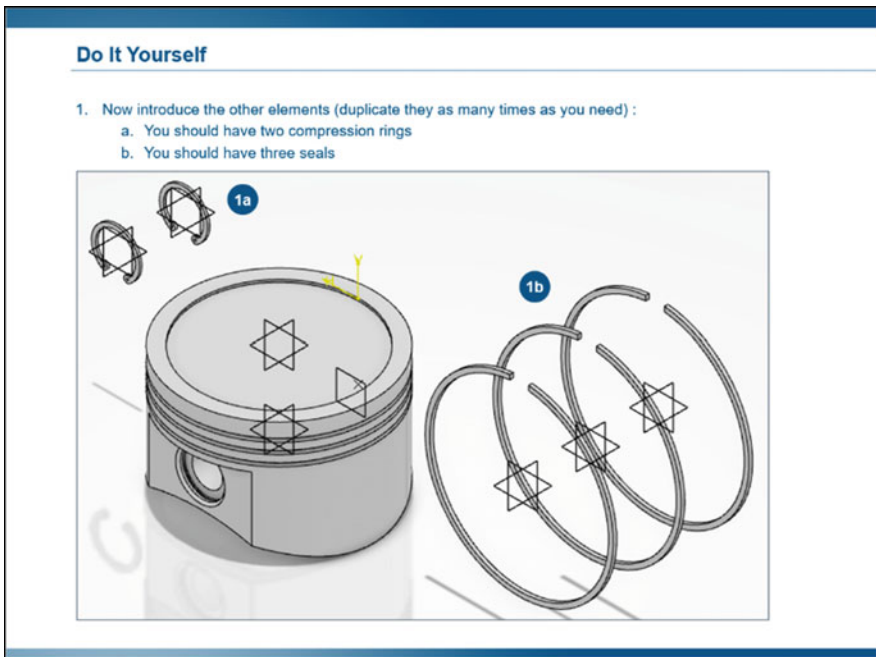 Do It Yourself
1. Now introduce the other elements (duplicate they as many times as you need) :
a. You should have two compression rings
b. You should have three seals
1a
Y
1b